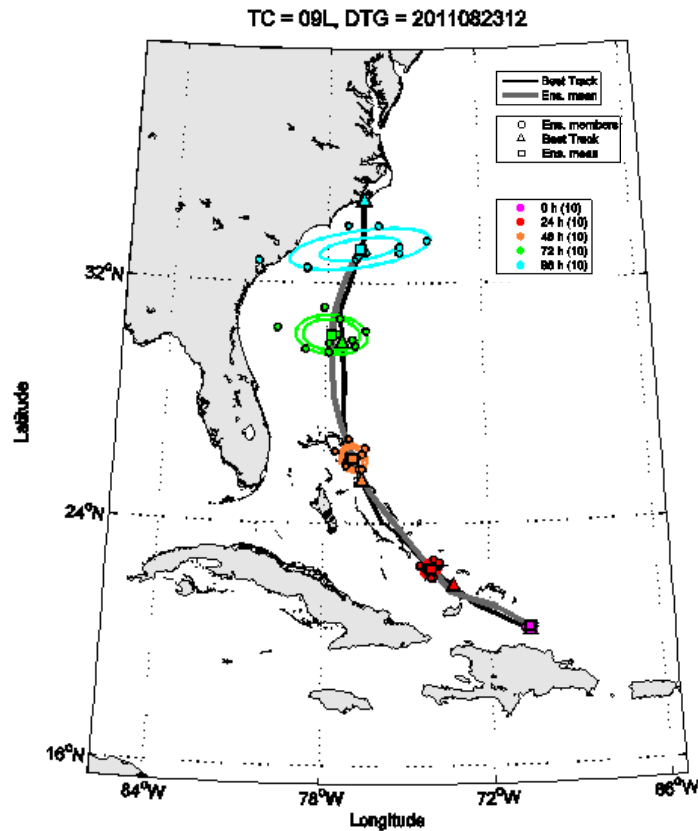 TC = 09L, DTG = 2011082312
Best Track
Ens. mean
Ens. members
Best Track
Ens. mean
0 h (10)
24 h (10)
48 h (10)
72 h (10)
96 h (10)
32°N
Latitude
24°N
16°N
84°W
78°W
72°W
66°W
Longitude